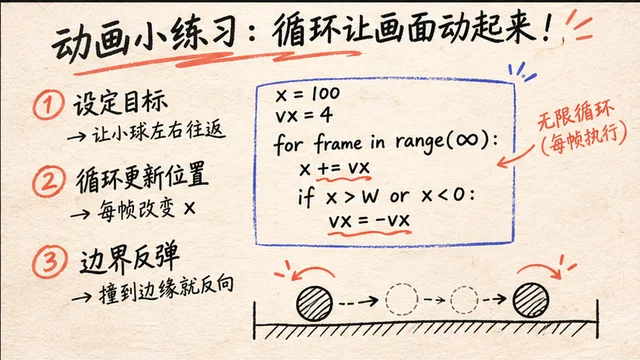 动画小练习：循环让画面动起来！
① 设定目标
→ 让小球左右往返
② 循环更新位置
→ 每帧改变 x
③ 边界反弹
→ 撞到边缘就反向
x = 100
vx = 4
for frame in range(∞):
x += vx
if x > W or x < 0:
vx = -vx
无限循环
(每帧执行)